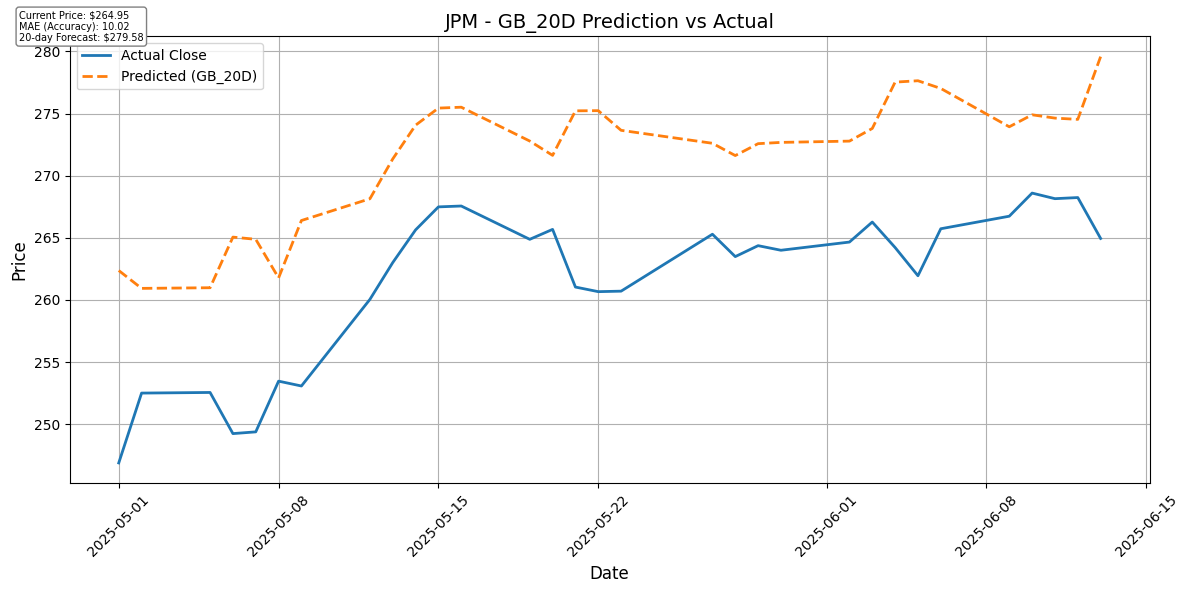 JPM - GB_20D Prediction vs Actual
Current Price: $264.95
MAE (Accuracy): 10.02
20-day Forecast: $279.58
Actual Close
Predicted (GB_20D)
280
275
270
265
260
255
250
Price
2025-05-01
2025-05-08
2025-05-15
2025-05-22
2025-06-01
2025-06-08
2025-06-15
Date